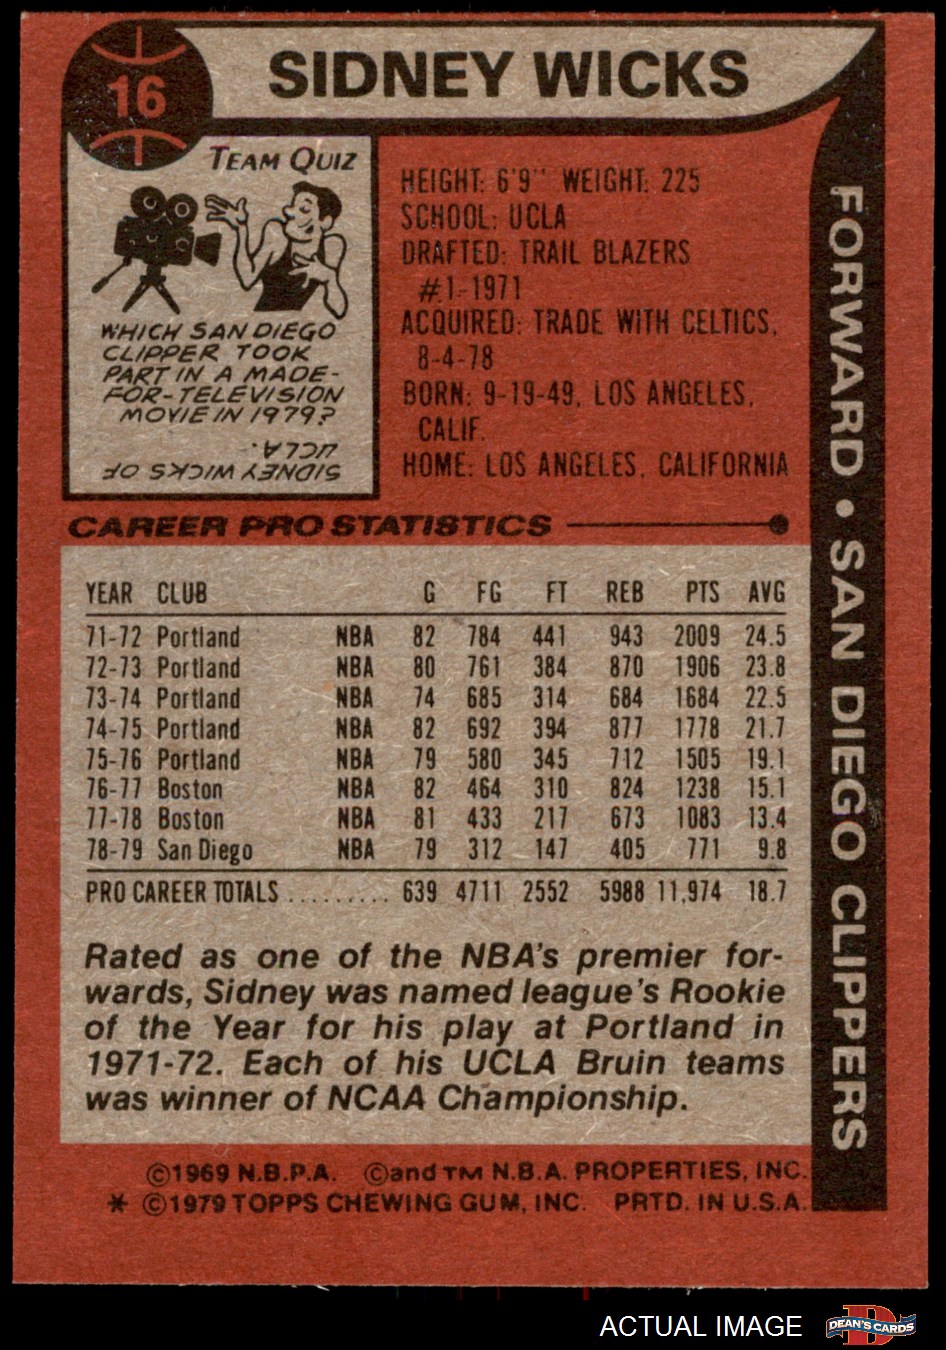 16
SIDNEY WICKS
TEAM QUIZ
WHICH SAN DIEGO
CLIPPER TOOK
PART IN A MADE-
FOR-TELEVISION
MOVIE IN 1979?
SIDNEY WICKS OF
UCLA.
HEIGHT: 6'9" WEIGHT: 225
SCHOOL: UCLA
DRAFTED: TRAIL BLAZERS
#1-1971
ACQUIRED: TRADE WITH CELTICS,
8-4-78
BORN: 9-19-49, LOS ANGELES,
CALIF.
HOME: LOS ANGELES, CALIFORNIA
FORWARD • SAN DIEGO CLIPPERS
CAREER PRO STATISTICS
YEAR CLUB G FG FT REB PTS AVG
71-72 Portland NBA 82 784 441 943 2009 24.5
72-73 Portland NBA 80 761 384 870 1906 23.8
73-74 Portland NBA 74 685 314 684 1684 22.5
74-75 Portland NBA 82 692 394 877 1778 21.7
75-76 Portland NBA 79 580 345 712 1505 19.1
76-77 Boston NBA 82 464 310 824 1238 15.1
77-78 Boston NBA 81 433 217 673 1083 13.4
78-79 San Diego NBA 79 312 147 405 771 9.8
PRO CAREER TOTALS .......... 639 4711 2552 5988 11,974 18.7
Rated as one of the NBA's premier for-
wards, Sidney was named league's Rookie
of the Year for his play at Portland in
1971-72. Each of his UCLA Bruin teams
was winner of NCAA Championship.
©1969 N.B.P.A. ©and TM N.B.A. PROPERTIES, INC.
* ©1979 TOPPS CHEWING GUM, INC. PRTD. IN U.S.A.
ACTUAL IMAGE
DEAN'S CARDS